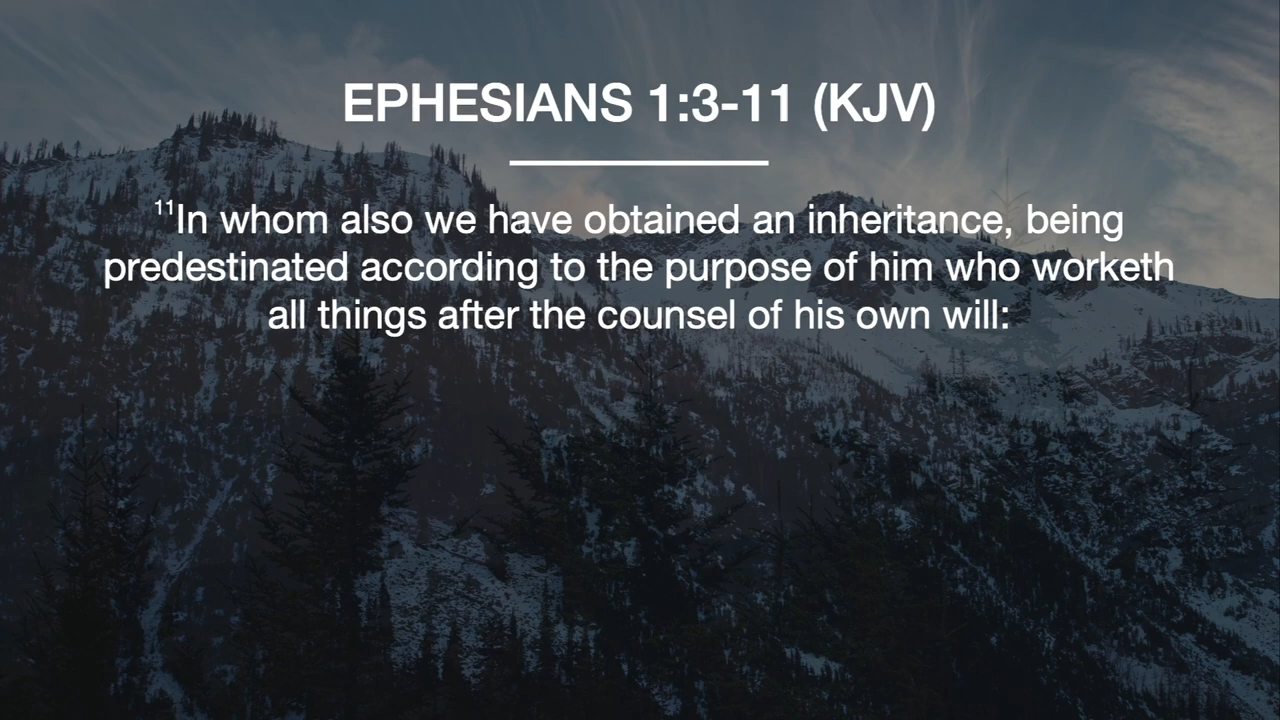 EPHESIANS 1:3-11 (KJV)
¹¹In whom also we have obtained an inheritance, being
predestinated according to the purpose of him who worketh
all things after the counsel of his own will: